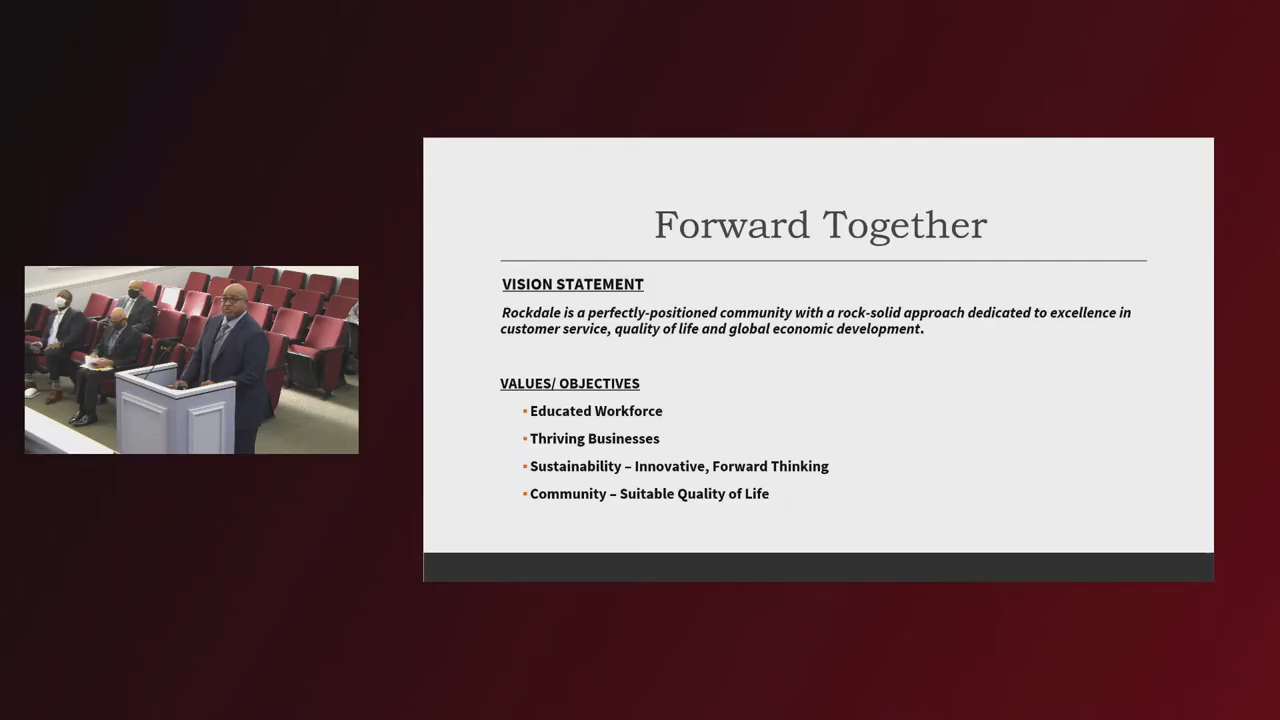 Forward Together
VISION STATEMENT
Rockdale is a perfectly-positioned community with a rock-solid approach dedicated to excellence in
customer service, quality of life and global economic development.
VALUES/ OBJECTIVES
▪ Educated Workforce
▪ Thriving Businesses
▪ Sustainability – Innovative, Forward Thinking
▪ Community – Suitable Quality of Life